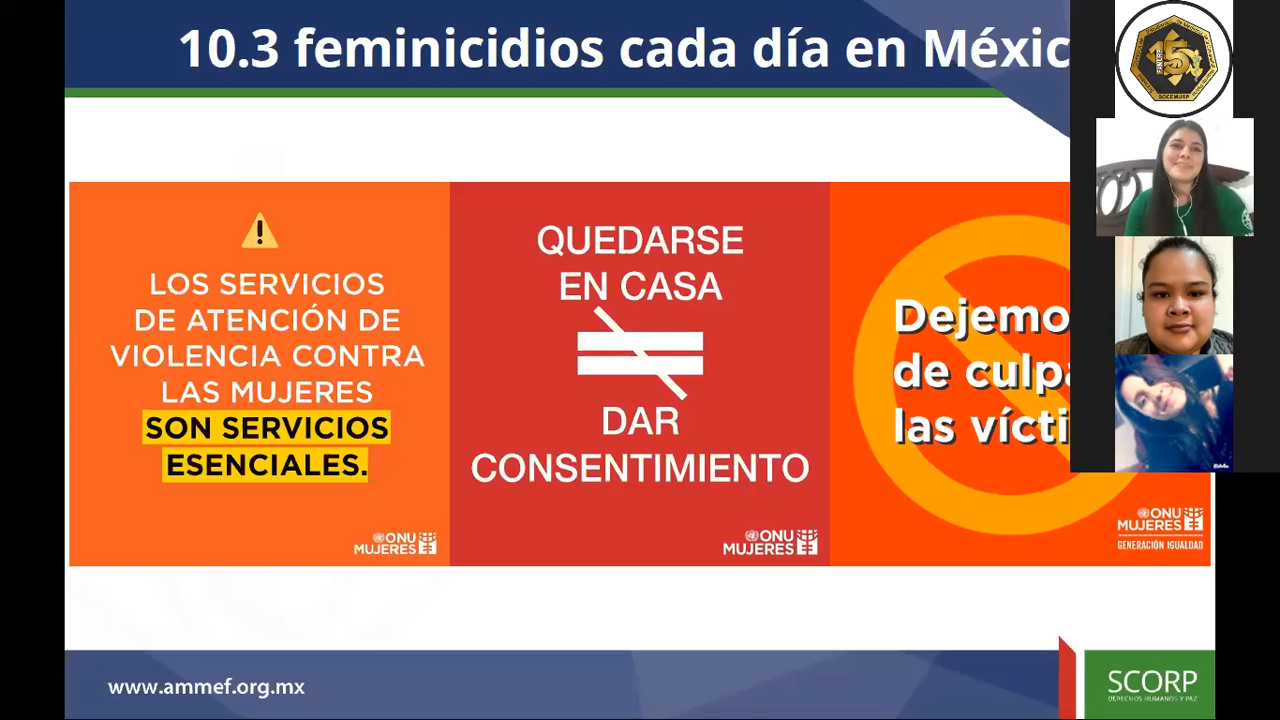 10.3 feminicidios cada día en Méxic
LOS SERVICIOS
DE ATENCIÓN DE
VIOLENCIA CONTRA
LAS MUJERES
SON SERVICIOS
ESENCIALES.
ONU
MUJERES
QUEDARSE
EN CASA
DAR
CONSENTIMIENTO
ONU
MUJERES
Dejemo
de culpa
las vícti
ONU
MUJERES
GENERACIÓN IGUALDAD
15
SOCEMURP
www.ammef.org.mx
SCORP
DERECHOS HUMANOS Y PAZ